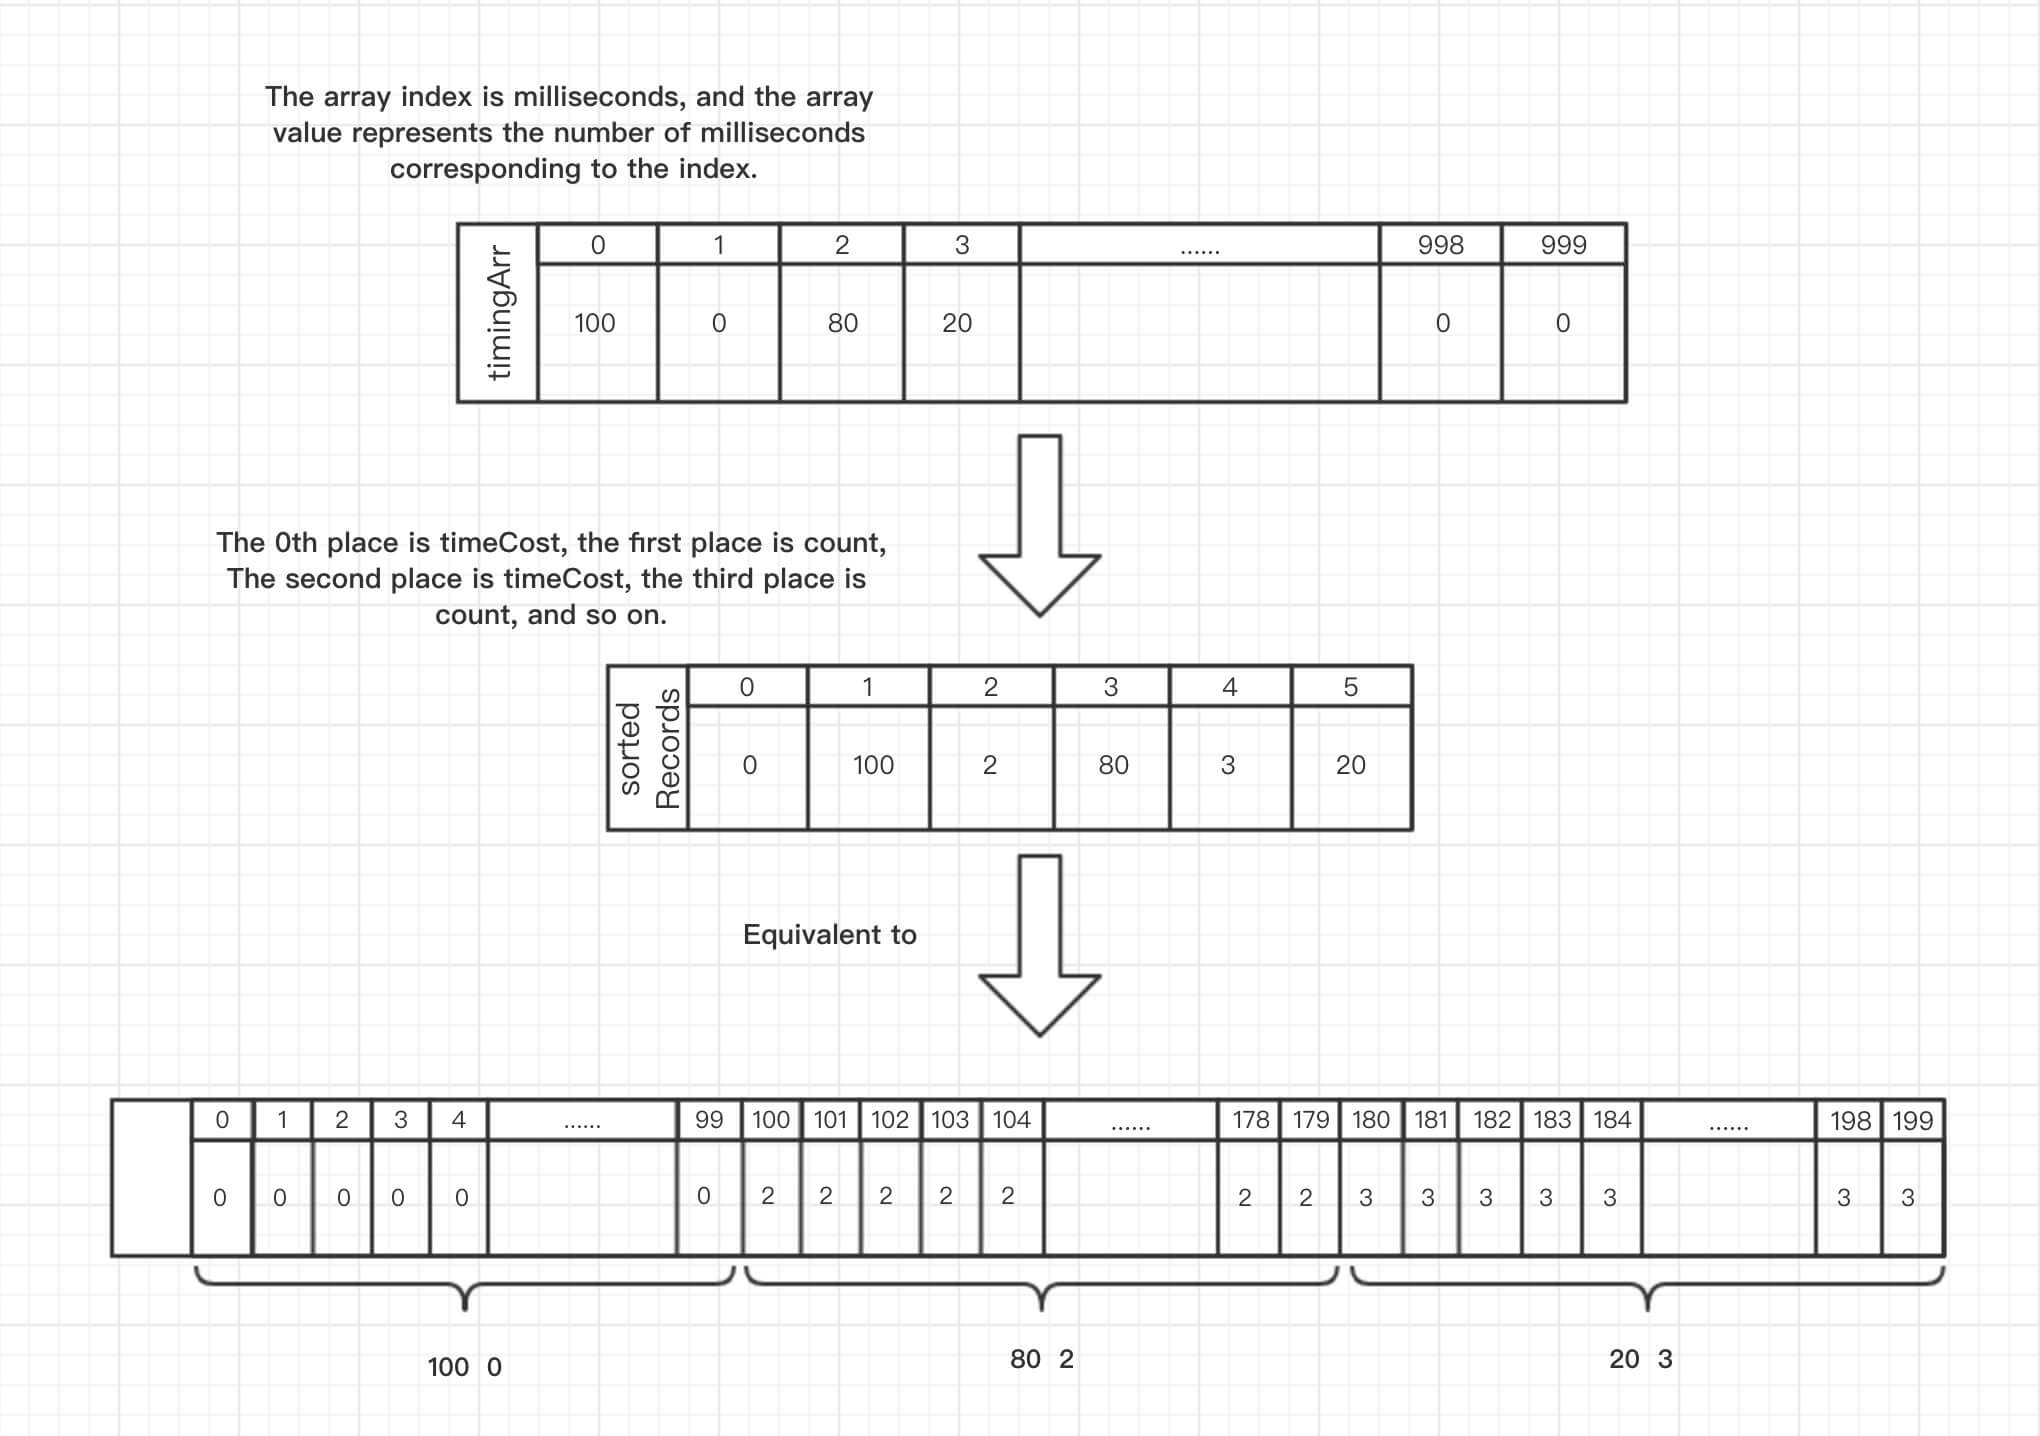 The array index is milliseconds, and the array
value represents the number of milliseconds
corresponding to the index.
timingArr
0 1 2 3 ...... 998 999
100 0 80 20 0 0
The 0th place is timeCost, the first place is count,
The second place is timeCost, the third place is
count, and so on.
sorted
Records
0 1 2 3 4 5
0 100 2 80 3 20
Equivalent to
0 1 2 3 4 ...... 99 100 101 102 103 104 ...... 178 179 180 181 182 183 184 ...... 198 199
0 0 0 0 0 0 2 2 2 2 2 2 2 3 3 3 3 3 3 3
100 0
80 2
20 3